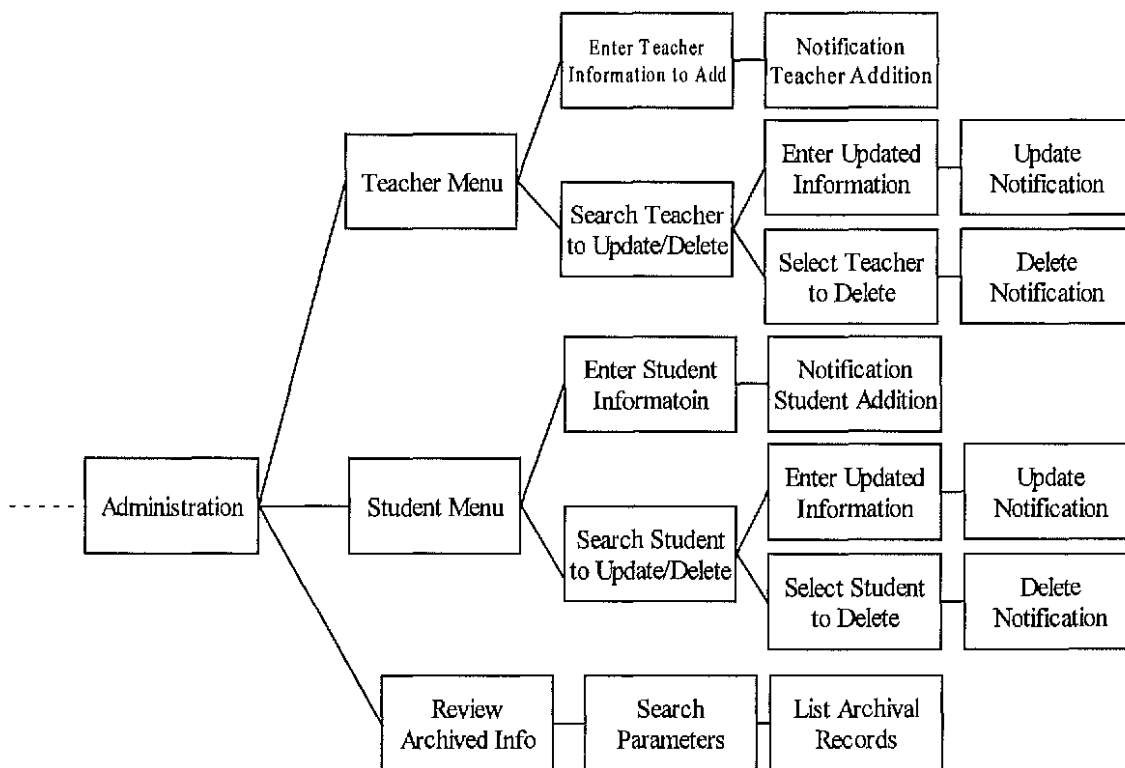 Enter Teacher
Information to Add
Notification
Teacher Addition
Teacher Menu
Enter Updated
Information
Update
Notification
Search Teacher
to Update/Delete
Select Teacher
to Delete
Delete
Notification
Enter Student
Informatoin
Notification
Student Addition
Administration
Student Menu
Enter Updated
Information
Update
Notification
Search Student
to Update/Delete
Select Student
to Delete
Delete
Notification
Review
Archived Info
Search
Parameters
List Archival
Records